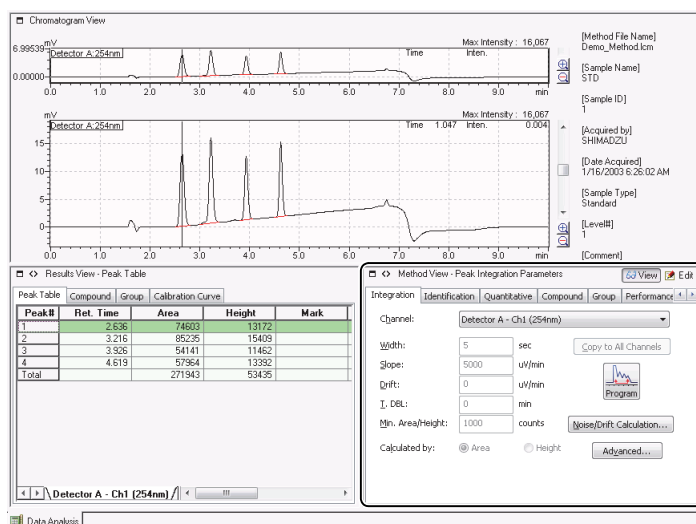 Chromatogram View
mV
Max Intensity : 16,067
6.99539
Detector A:254nm
Time Inten.
0.00000
0.0 1.0 2.0 3.0 4.0 5.0 6.0 7.0 8.0 9.0 min
mV
Max Intensity : 16,067
Detector A:254nm
Time 1.047 Inten. 0.004
15
10
5
0
0.0 1.0 2.0 3.0 4.0 5.0 6.0 7.0 8.0 9.0 min
[Method File Name]
Demo_Method.lcm
[Sample Name]
STD
[Sample ID]
1
[Acquired by]
SHIMADZU
[Date Acquired]
1/16/2003 6:26:02 AM
[Sample Type]
Standard
[Level#]
1
[Comment]
Results View - Peak Table
Peak Table Compound Group Calibration Curve
Peak# Ret. Time Area Height Mark
1 2.636 74603 13172
2 3.216 85235 15409
3 3.926 54141 11462
4 4.619 57964 13392
Total 271943 53435
Detector A - Ch1 (254nm)
Method View - Peak Integration Parameters
View Edit
Integration Identification Quantitative Compound Group Performance
Channel: Detector A - Ch1 (254nm)
Width: 5 sec Copy to All Channels
Slope: 5000 uV/min
Drift: 0 uV/min
Program
T. DBL: 0 min
Min. Area/Height: 1000 counts Noise/Drift Calculation...
Calculated by: Area Height Advanced...
Data Analysis